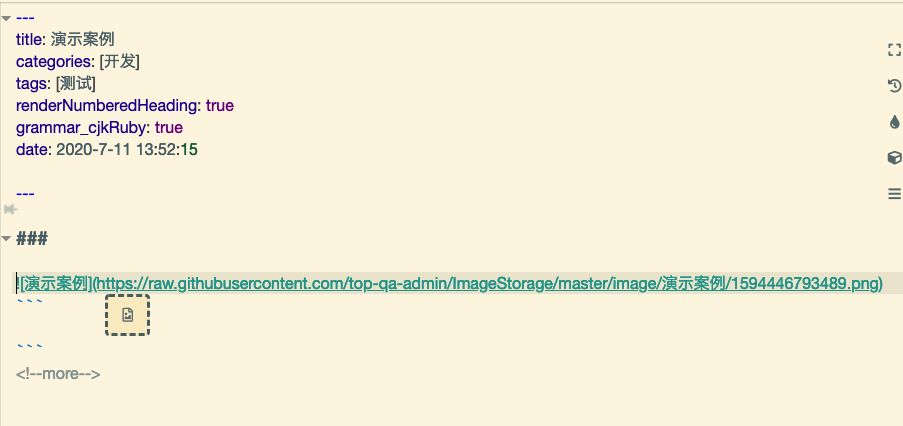 ---
title: 演示案例
categories: [开发]
tags: [测试]
renderNumberedHeading: true
grammar_cjkRuby: true
date: 2020-7-11 13:52:15
---
###
![演示案例](https://raw.githubusercontent.com/top-qa-admin/ImageStorage/master/image/演示案例/1594446793489.png)
```
```
<!--more-->